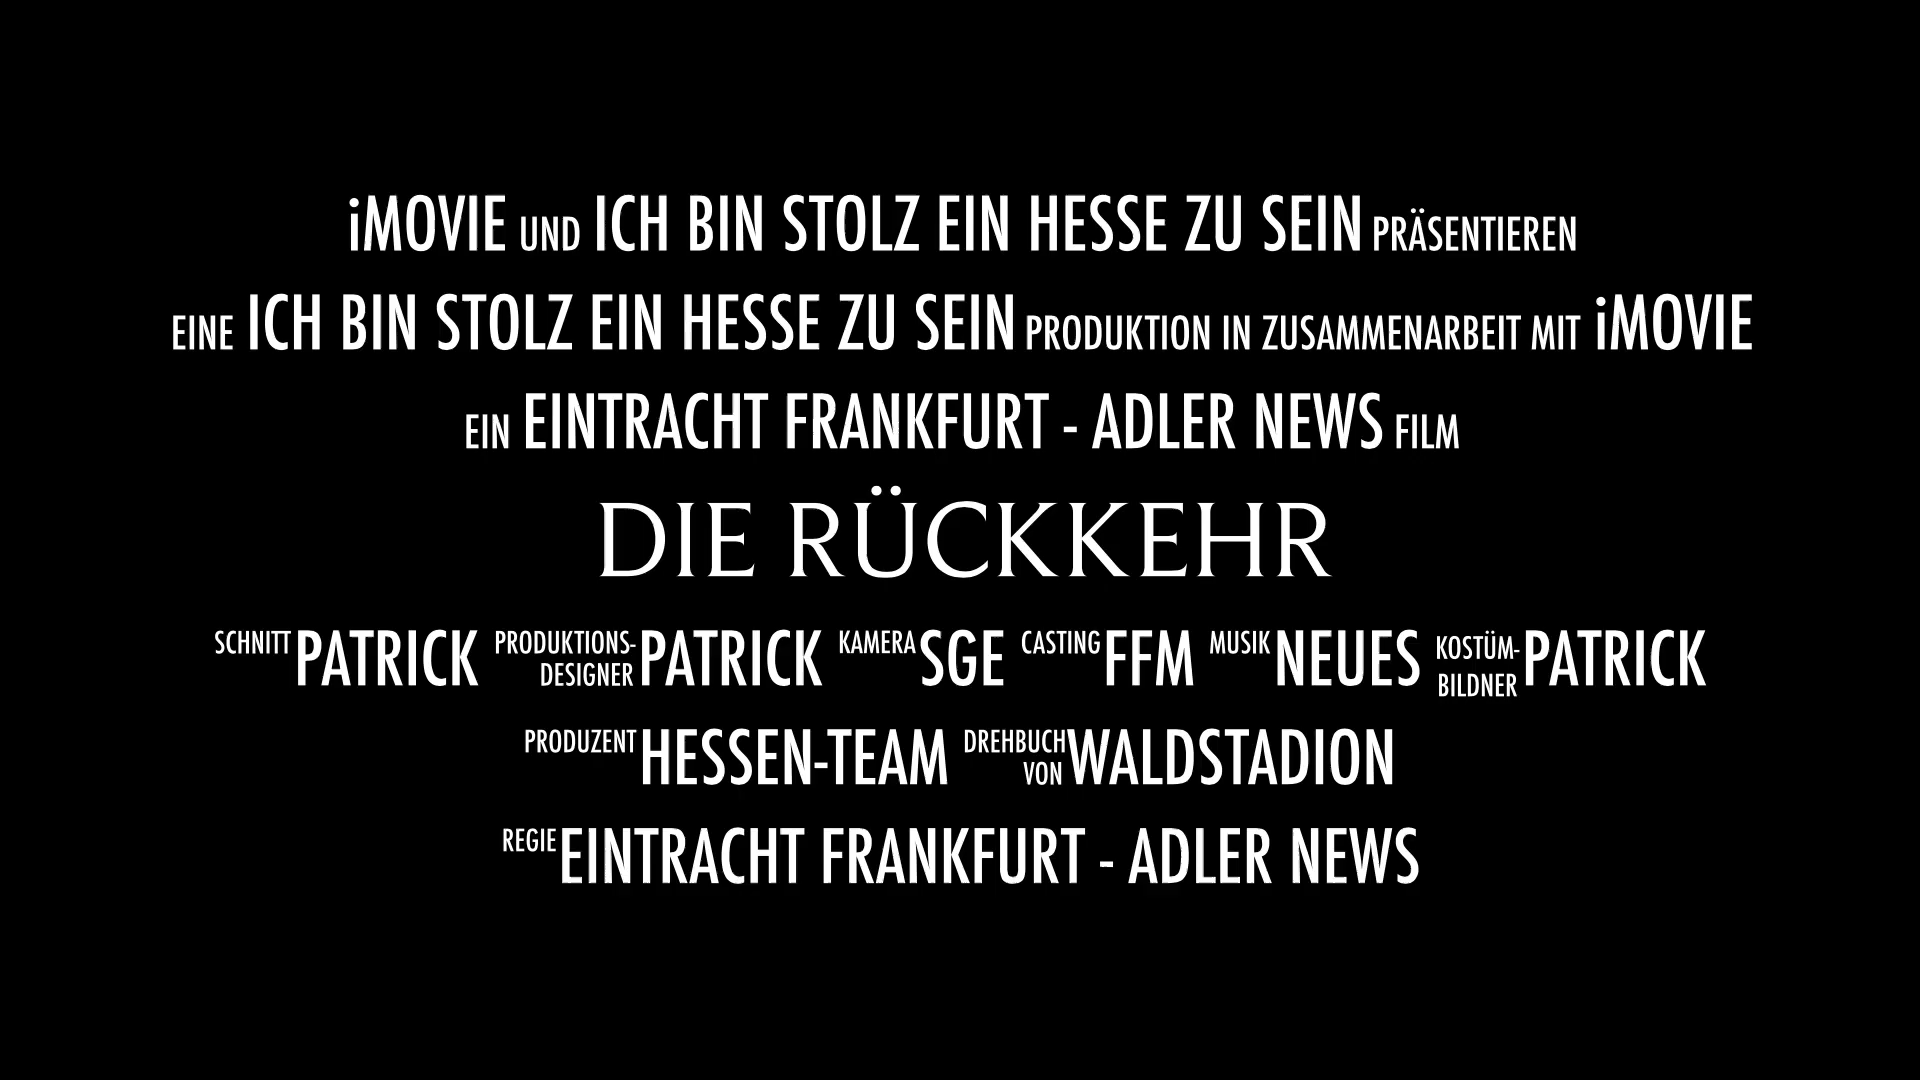 iMOVIE UND ICH BIN STOLZ EIN HESSE ZU SEIN PRÄSENTIEREN
EINE ICH BIN STOLZ EIN HESSE ZU SEIN PRODUKTION IN ZUSAMMENARBEIT MIT iMOVIE
EIN EINTRACHT FRANKFURT - ADLER NEWS FILM
DIE RÜCKKEHR
SCHNITT PATRICK PRODUKTIONS-DESIGNER PATRICK KAMERA SGE CASTING FFM MUSIK NEUES KOSTÜM-BILDNER PATRICK
PRODUZENT HESSEN-TEAM DREHBUCH VON WALDSTADION
REGIE EINTRACHT FRANKFURT - ADLER NEWS